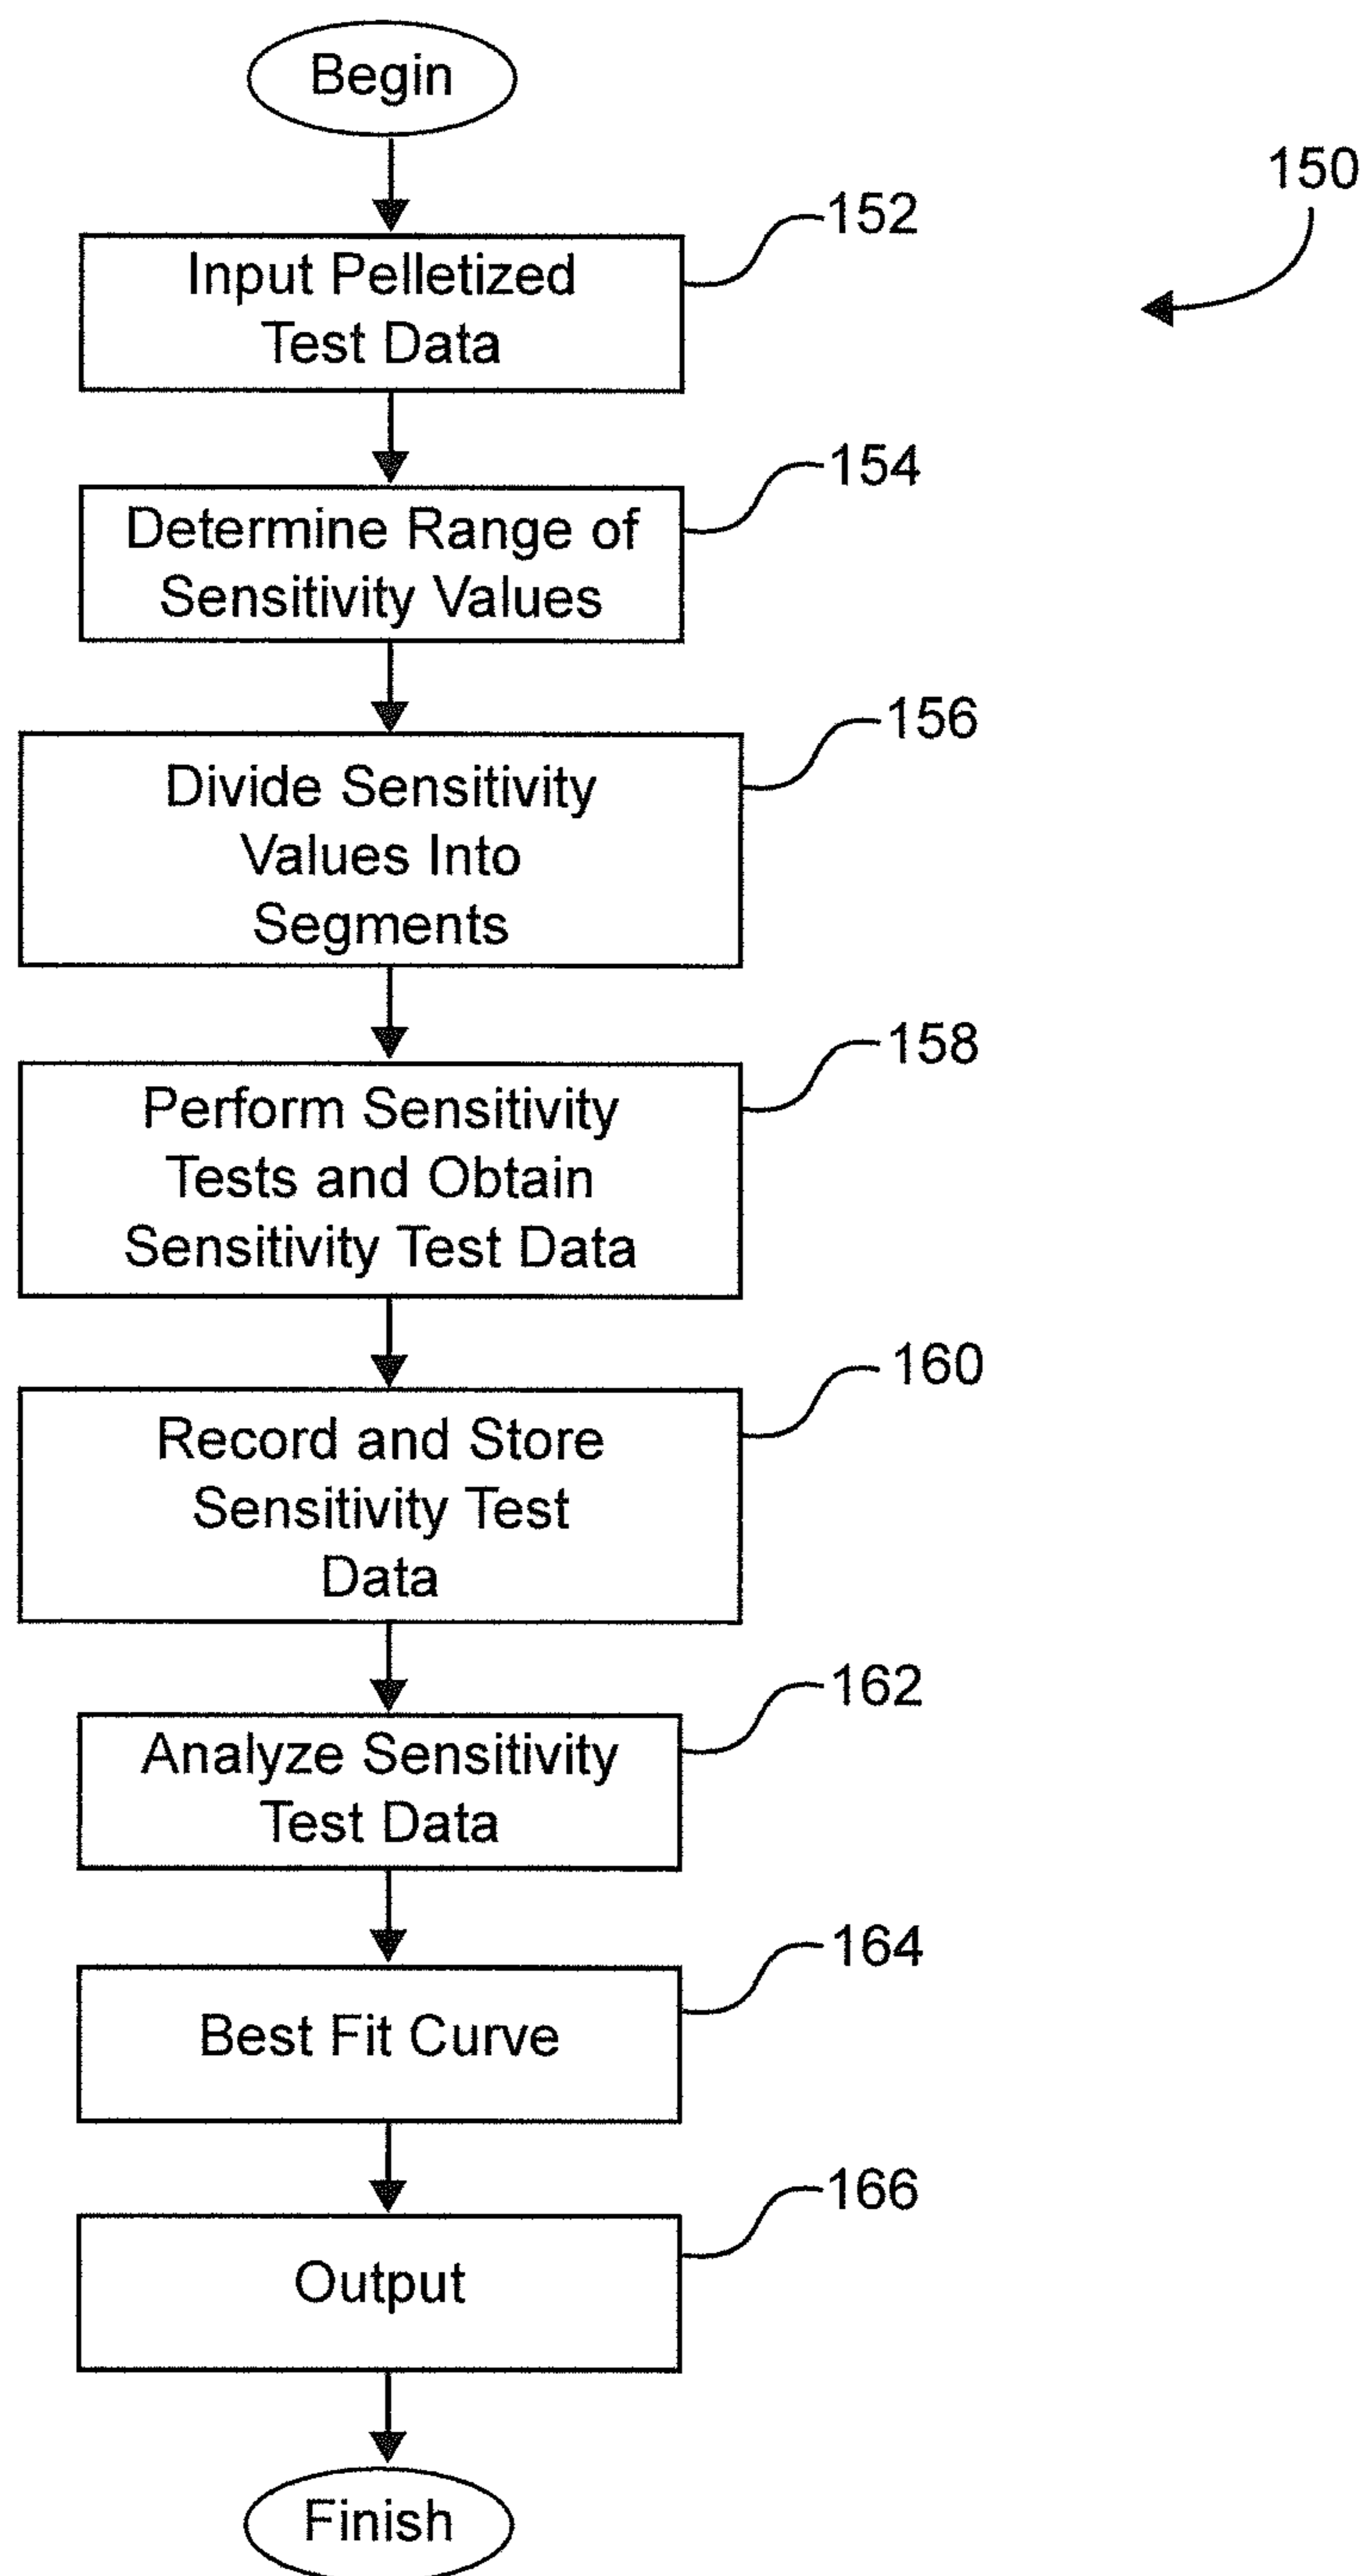 Begin
150
152
Input Pelletized
Test Data
154
Determine Range of
Sensitivity Values
156
Divide Sensitivity
Values Into
Segments
158
Perform Sensitivity
Tests and Obtain
Sensitivity Test Data
160
Record and Store
Sensitivity Test
Data
162
Analyze Sensitivity
Test Data
164
Best Fit Curve
166
Output
Finish